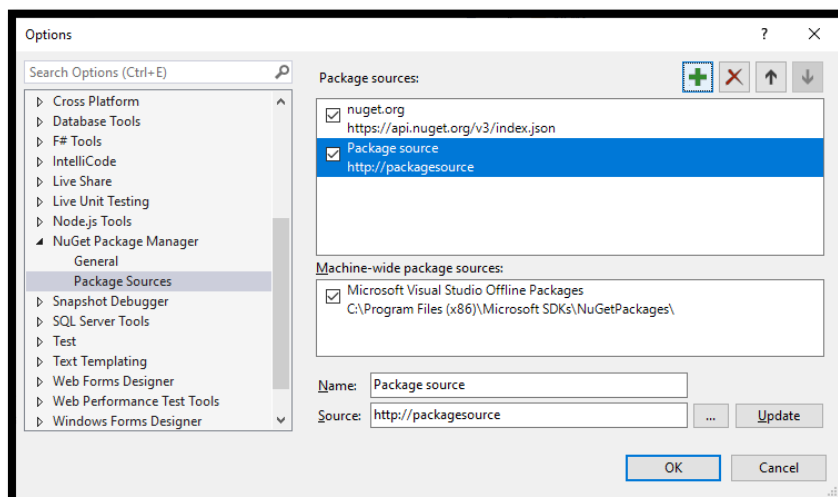 Options
?
Search Options (Ctrl+E)
Cross Platform
Database Tools
F# Tools
IntelliCode
Live Share
Live Unit Testing
Node.js Tools
NuGet Package Manager
General
Package Sources
Snapshot Debugger
SQL Server Tools
Test
Text Templating
Web Forms Designer
Web Performance Test Tools
Windows Forms Designer
Package sources:
nuget.org
https://api.nuget.org/v3/index.json
Package source
http://packagesource
Machine-wide package sources:
Microsoft Visual Studio Offline Packages
C:\Program Files (x86)\Microsoft SDKs\NuGetPackages\
Name: Package source
Source: http://packagesource ... Update
OK Cancel